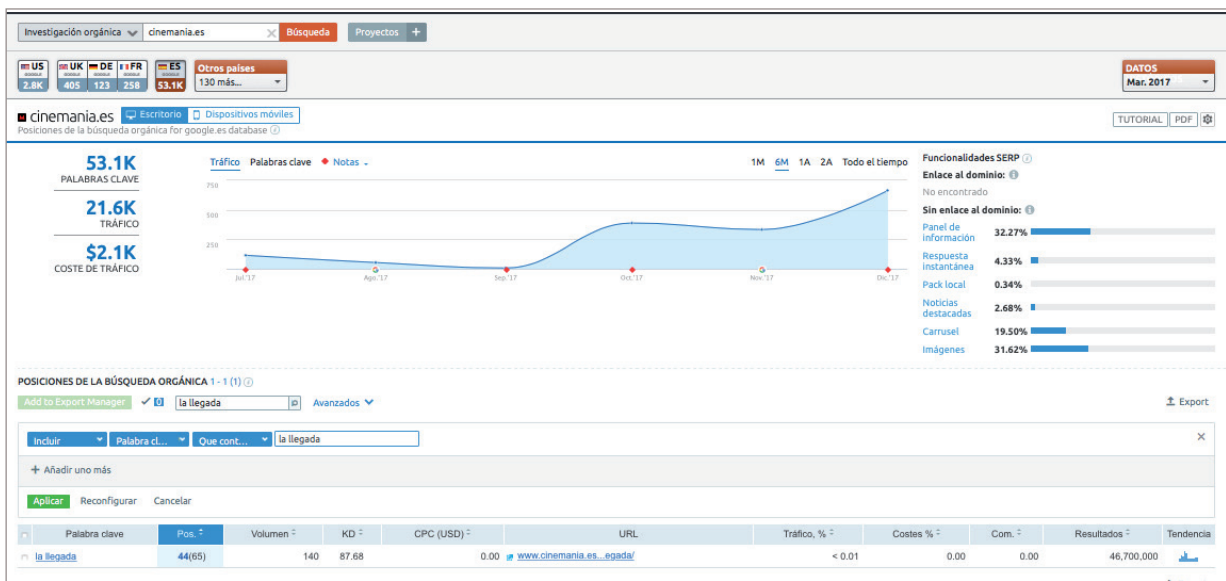 Investigación orgánica cinemania.es Búsqueda Proyectos +
US UK DE FR ES Otros países DATOS
2.8K 405 123 258 53.1K 130 más... Mar. 2017
cinemania.es Escritorio Dispositivos móviles TUTORIAL PDF
Posiciones de la búsqueda orgánica for google.es database
53.1K
PALABRAS CLAVE
21.6K
TRÁFICO
$2.1K
COSTE DE TRÁFICO
Tráfico Palabras clave Notas 1M 6M 1A 2A Todo el tiempo
750
500
250
Jul.'17 Ago.'17 Sep.'17 Oct.'17 Nov.'17 Dic.'17
Funcionalidades SERP
Enlace al dominio:
No encontrado
Sin enlace al dominio:
Panel de
información 32.27%
Respuesta
instantánea 4.33%
Pack local 0.34%
Noticias
destacadas 2.68%
Carrusel 19.50%
Imágenes 31.62%
POSICIONES DE LA BÚSQUEDA ORGÁNICA 1 - 1 (1)
Add to Export Manager 0 la llegada Avanzados Export
Incluir Palabra cl... Que cont... la llegada ×
+ Añadir uno más
Aplicar Reconfigurar Cancelar
Palabra clave Pos. Volumen KD CPC (USD) URL Tráfico, % Costes % Com. Resultados Tendencia
la llegada 44(65) 140 87.68 0.00 www.cinemania.es...egada/ < 0.01 0.00 0.00 46,700,000